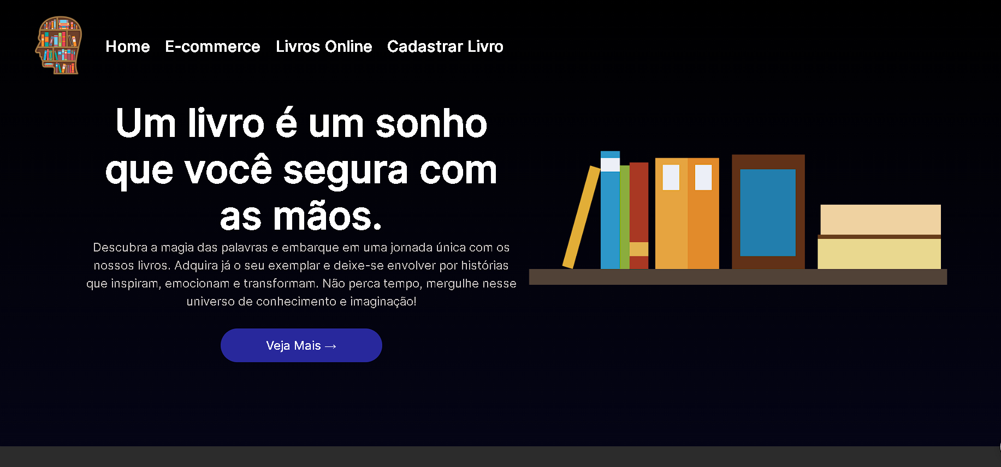 Home E-commerce Livros Online Cadastrar Livro
Um livro é um sonho
que você segura com
as mãos.
Descubra a magia das palavras e embarque em uma jornada única com os
nossos livros. Adquira já o seu exemplar e deixe-se envolver por histórias
que inspiram, emocionam e transformam. Não perca tempo, mergulhe nesse
universo de conhecimento e imaginação!
Veja Mais →